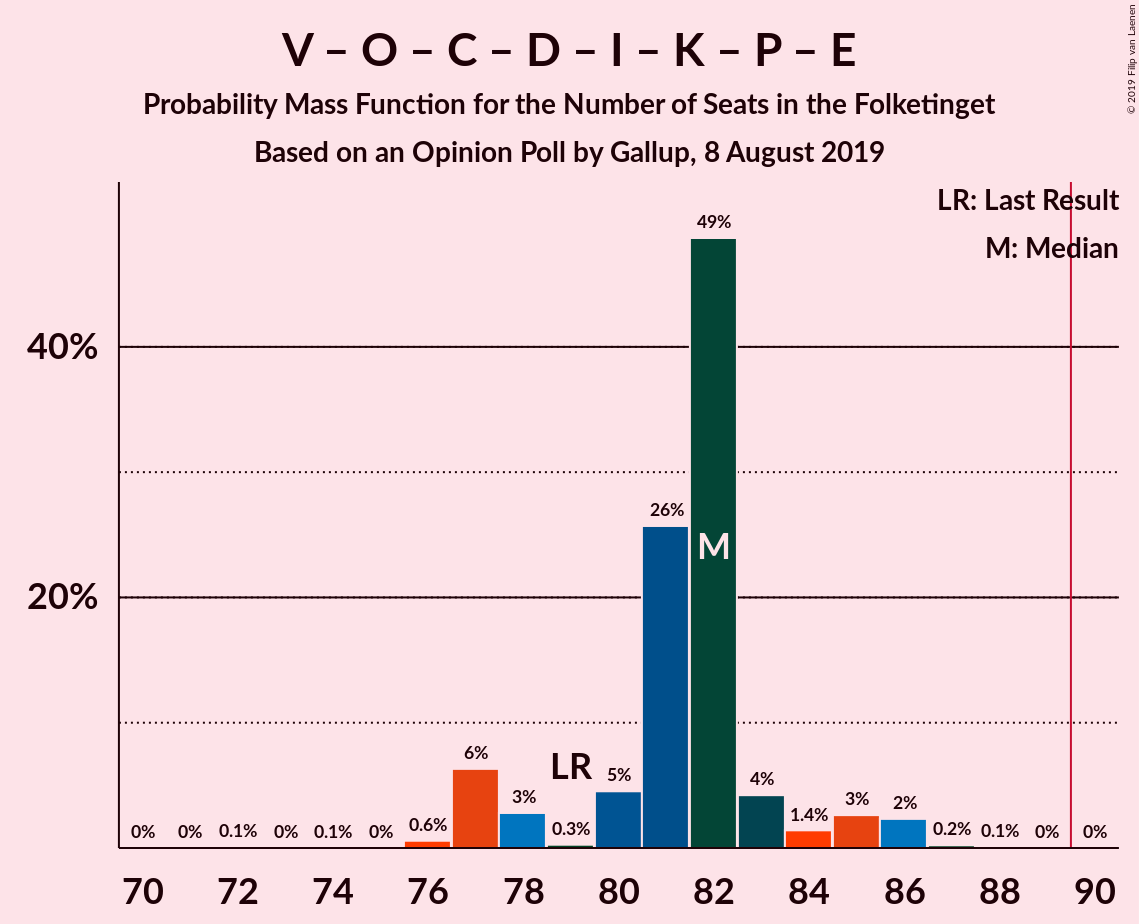 V – O – C – D – I – K – P – E
Probability Mass Function for the Number of Seats in the Folketinget
Based on an Opinion Poll by Gallup, 8 August 2019
© 2019 Filip van Laenen
LR: Last Result
M: Median
40%
20%
0% 0% 0.1% 0% 0.1% 0% 0.6% 6% 3% 0.3% 5% 26% 49% 4% 1.4% 3% 2% 0.2% 0.1% 0% 0%
LR
M
70 72 74 76 78 80 82 84 86 88 90